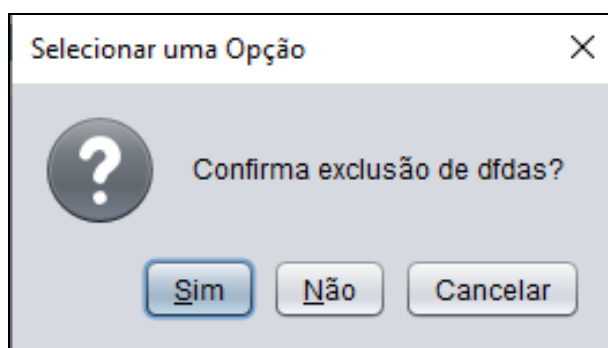 Selecionar uma Opção
Confirma exclusão de dfdas?
Sim Não Cancelar